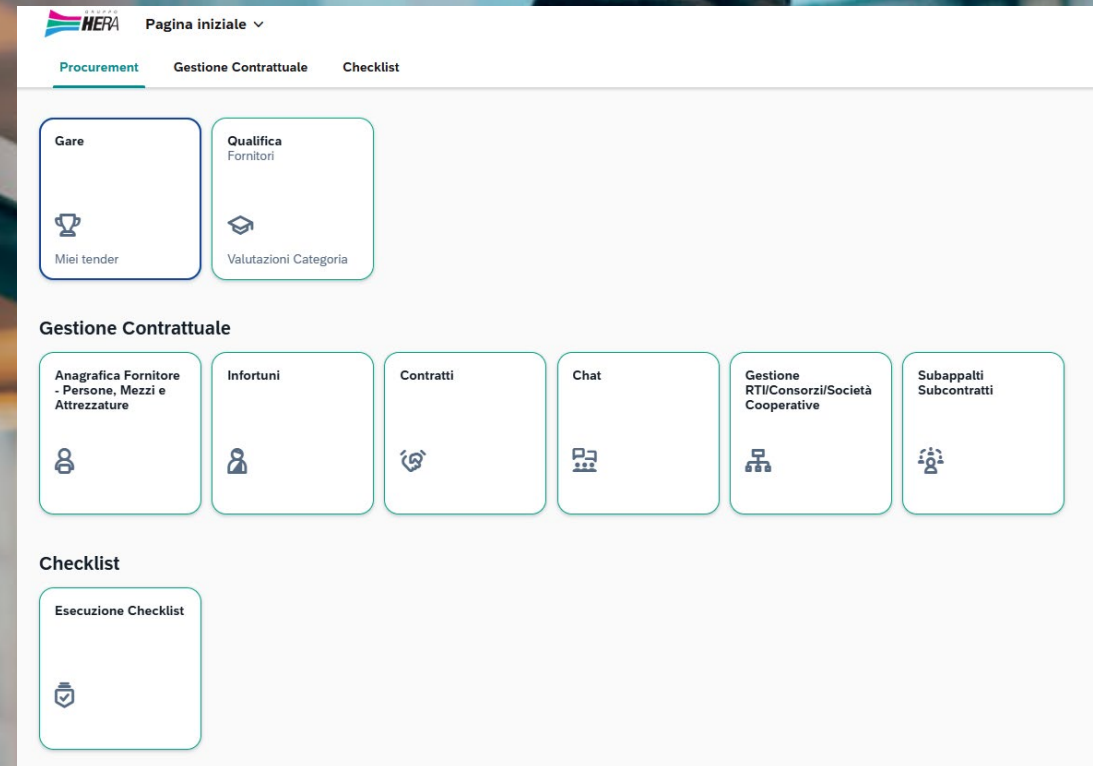 GRUPPO
HERA
Pagina iniziale
Procurement
Gestione Contrattuale
Checklist
Gare
Miei tender
Qualifica
Fornitori
Valutazioni Categoria
Gestione Contrattuale
Anagrafica Fornitore
- Persone, Mezzi e
Attrezzature
Infortuni
Contratti
Chat
Gestione
RTI/Consorzi/Società
Cooperative
Subappalti
Subcontratti
Checklist
Esecuzione Checklist